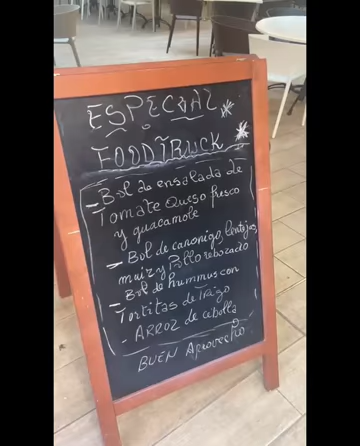 ESPECIAL
FOODTRUCK
- Bol de ensalada de
Tomate Queso fresco
y guacamole
- Bol de canonigo, lentejas,
maiz y Pollo rebozado
- Bol de hummus con
Tortitas de Trigo
- ARROZ de cebolla
BUEN Aprovecho